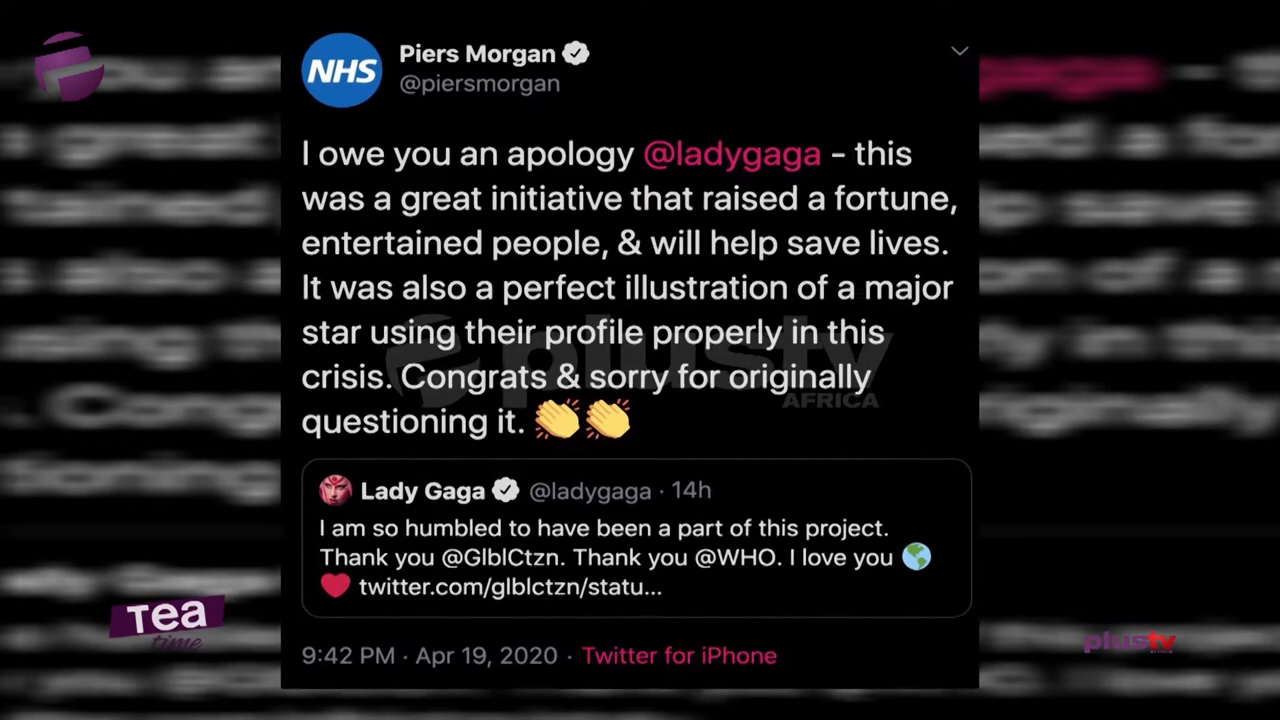 NHS
Piers Morgan
@piersmorgan
I owe you an apology @ladygaga - this
was a great initiative that raised a fortune,
entertained people, & will help save lives.
It was also a perfect illustration of a major
star using their profile properly in this
crisis. Congrats & sorry for originally
questioning it. 👏👏
plustv
AFRICA
Lady Gaga @ladygaga · 14h
I am so humbled to have been a part of this project.
Thank you @GlblCtzn. Thank you @WHO. I love you 🌎
❤️ twitter.com/glblctzn/statu...
9:42 PM · Apr 19, 2020 · Twitter for iPhone
Tea
time
plustv